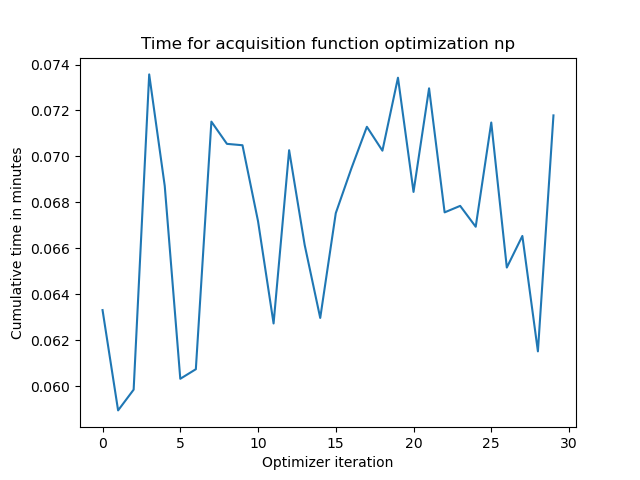 Time for acquisition function optimization np
0.074
0.072
0.070
0.068
0.066
0.064
0.062
0.060
Cumulative time in minutes
0 5 10 15 20 25 30
Optimizer iteration